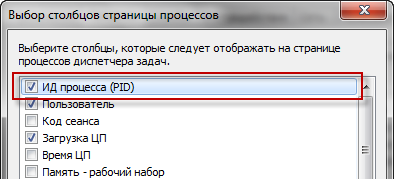 Выбор столбцов страницы процессов
Выберите столбцы, которые следует отображать на странице
процессов диспетчера задач.
ИД процесса (PID)
Пользователь
Код сеанса
Загрузка ЦП
Время ЦП
Память - рабочий набор